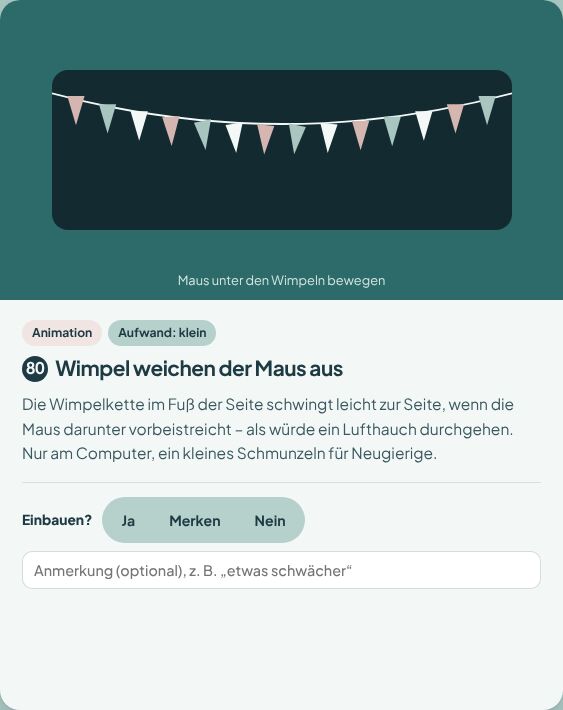 Maus unter den Wimpeln bewegen
Animation
Aufwand: klein
80 Wimpel weichen der Maus aus
Die Wimpelkette im Fuß der Seite schwingt leicht zur Seite, wenn die
Maus darunter vorbeistreicht – als würde ein Lufthauch durchgehen.
Nur am Computer, ein kleines Schmunzeln für Neugierige.
Einbauen? Ja Merken Nein
Anmerkung (optional), z. B. „etwas schwächer“